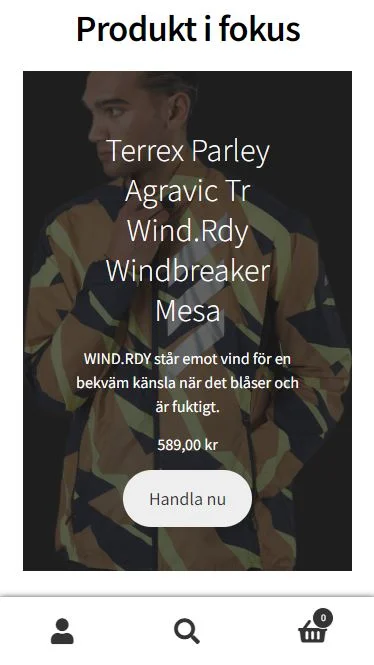 Produkt i fokus
Terrex Parley
Agravic Tr
Wind.Rdy
Windbreaker
Mesa
WIND.RDY står emot vind för en
bekväm känsla när det blåser och
är fuktigt.
589,00 kr
Handla nu
0